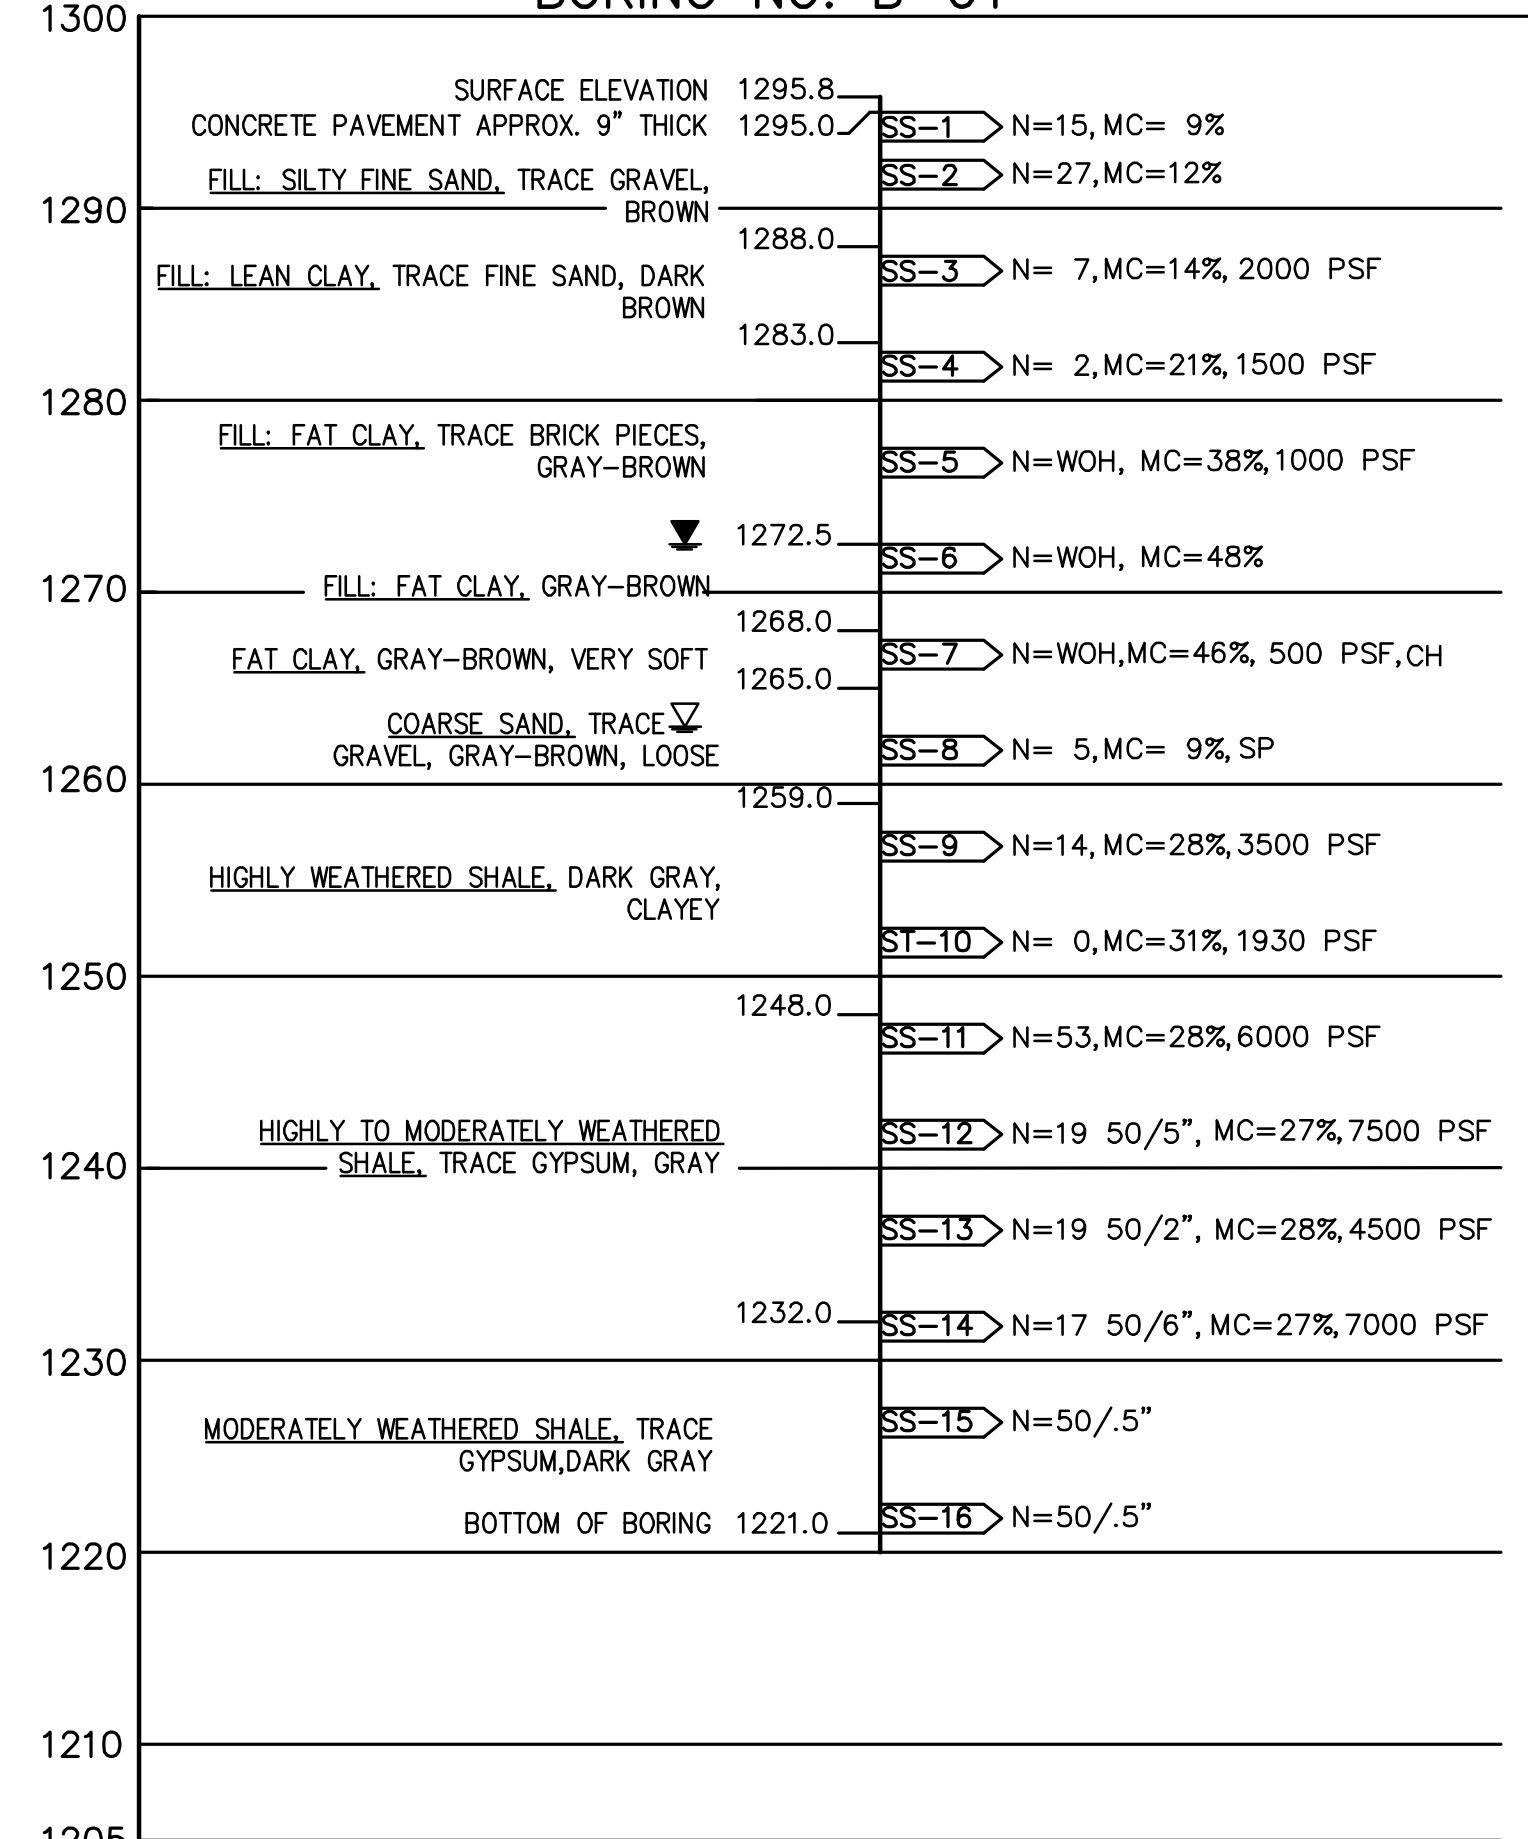 1300
SURFACE ELEVATION 1295.8
CONCRETE PAVEMENT APPROX. 9” THICK 1295.0 SS-1 N=15, MC= 9%
FILL: SILTY FINE SAND, TRACE GRAVEL, SS-2 N=27,MC=12%
1290 BROWN
1288.0
FILL: LEAN CLAY, TRACE FINE SAND, DARK SS-3 N= 7,MC=14%, 2000 PSF
BROWN
1283.0
SS-4 N= 2,MC=21%,1500 PSF
1280
FILL: FAT CLAY, TRACE BRICK PIECES,
GRAY-BROWN SS-5 N=WOH, MC=38%,1000 PSF
1272.5
SS-6 N=WOH, MC=48%
1270 FILL: FAT CLAY, GRAY-BROWN
1268.0
FAT CLAY, GRAY-BROWN, VERY SOFT SS-7 N=WOH,MC=46%, 500 PSF,CH
1265.0
COARSE SAND, TRACE
GRAVEL, GRAY-BROWN, LOOSE SS-8 N= 5,MC= 9%, SP
1260
1259.0
SS-9 N=14, MC=28%,3500 PSF
HIGHLY WEATHERED SHALE, DARK GRAY,
CLAYEY
ST-10 N= 0,MC=31%,1930 PSF
1250
1248.0
SS-11 N=53,MC=28%,6000 PSF
HIGHLY TO MODERATELY WEATHERED SS-12 N=19 50/5”, MC=27%,7500 PSF
1240 SHALE, TRACE GYPSUM, GRAY
SS-13 N=19 50/2”, MC=28%,4500 PSF
1232.0 SS-14 N=17 50/6”, MC=27%,7000 PSF
1230
MODERATELY WEATHERED SHALE, TRACE SS-15 N=50/.5”
GYPSUM,DARK GRAY
BOTTOM OF BORING 1221.0 SS-16 N=50/.5”
1220
1210
1205